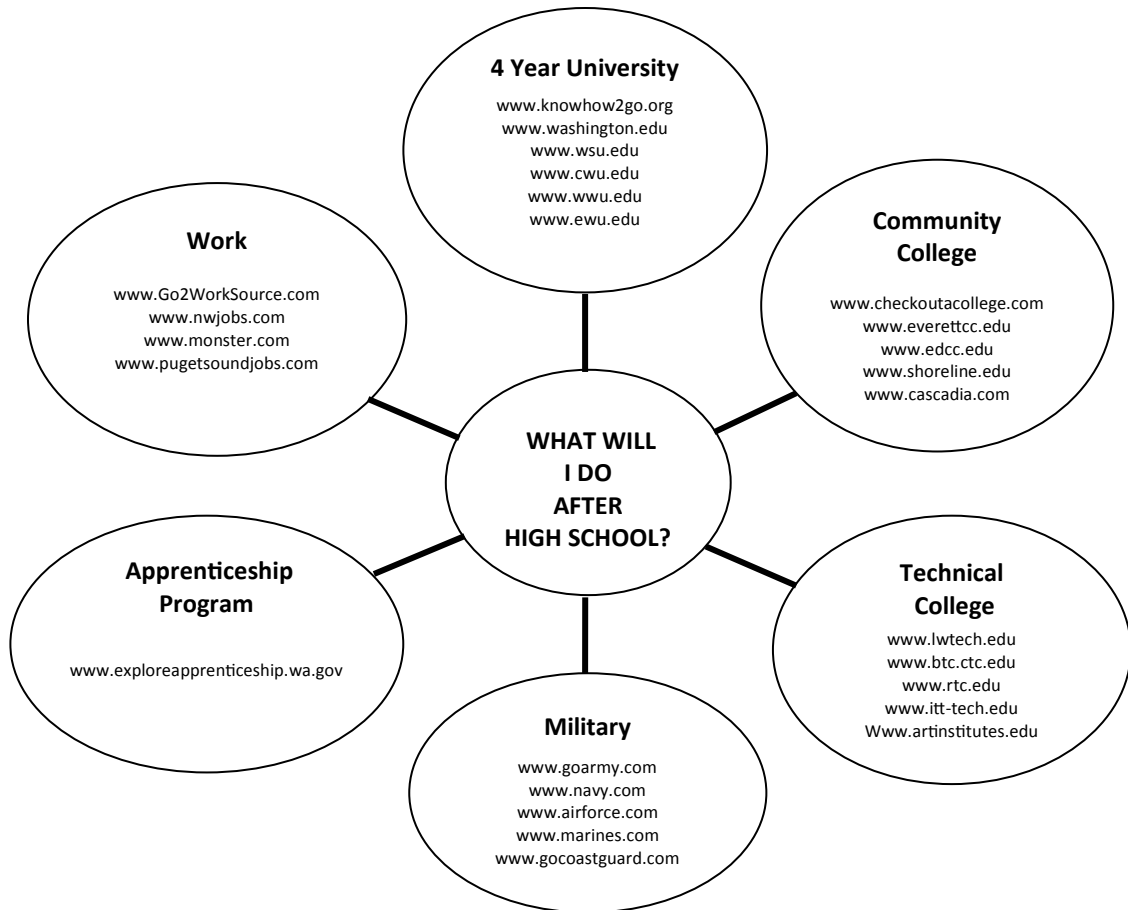 4 Year University
www.knowhow2go.org
www.washington.edu
www.wsu.edu
www.cwu.edu
www.wwu.edu
www.ewu.edu
Work
www.Go2WorkSource.com
www.nwjobs.com
www.monster.com
www.pugetsoundjobs.com
Community
College
www.checkoutacollege.com
www.everettcc.edu
www.edcc.edu
www.shoreline.edu
www.cascadia.com
WHAT WILL
I DO
AFTER
HIGH SCHOOL?
Apprenticeship
Program
www.exploreapprenticeship.wa.gov
Technical
College
www.lwtech.edu
www.btc.ctc.edu
www.rtc.edu
www.itt-tech.edu
Www.artinstitutes.edu
Military
www.goarmy.com
www.navy.com
www.airforce.com
www.marines.com
www.gocoastguard.com